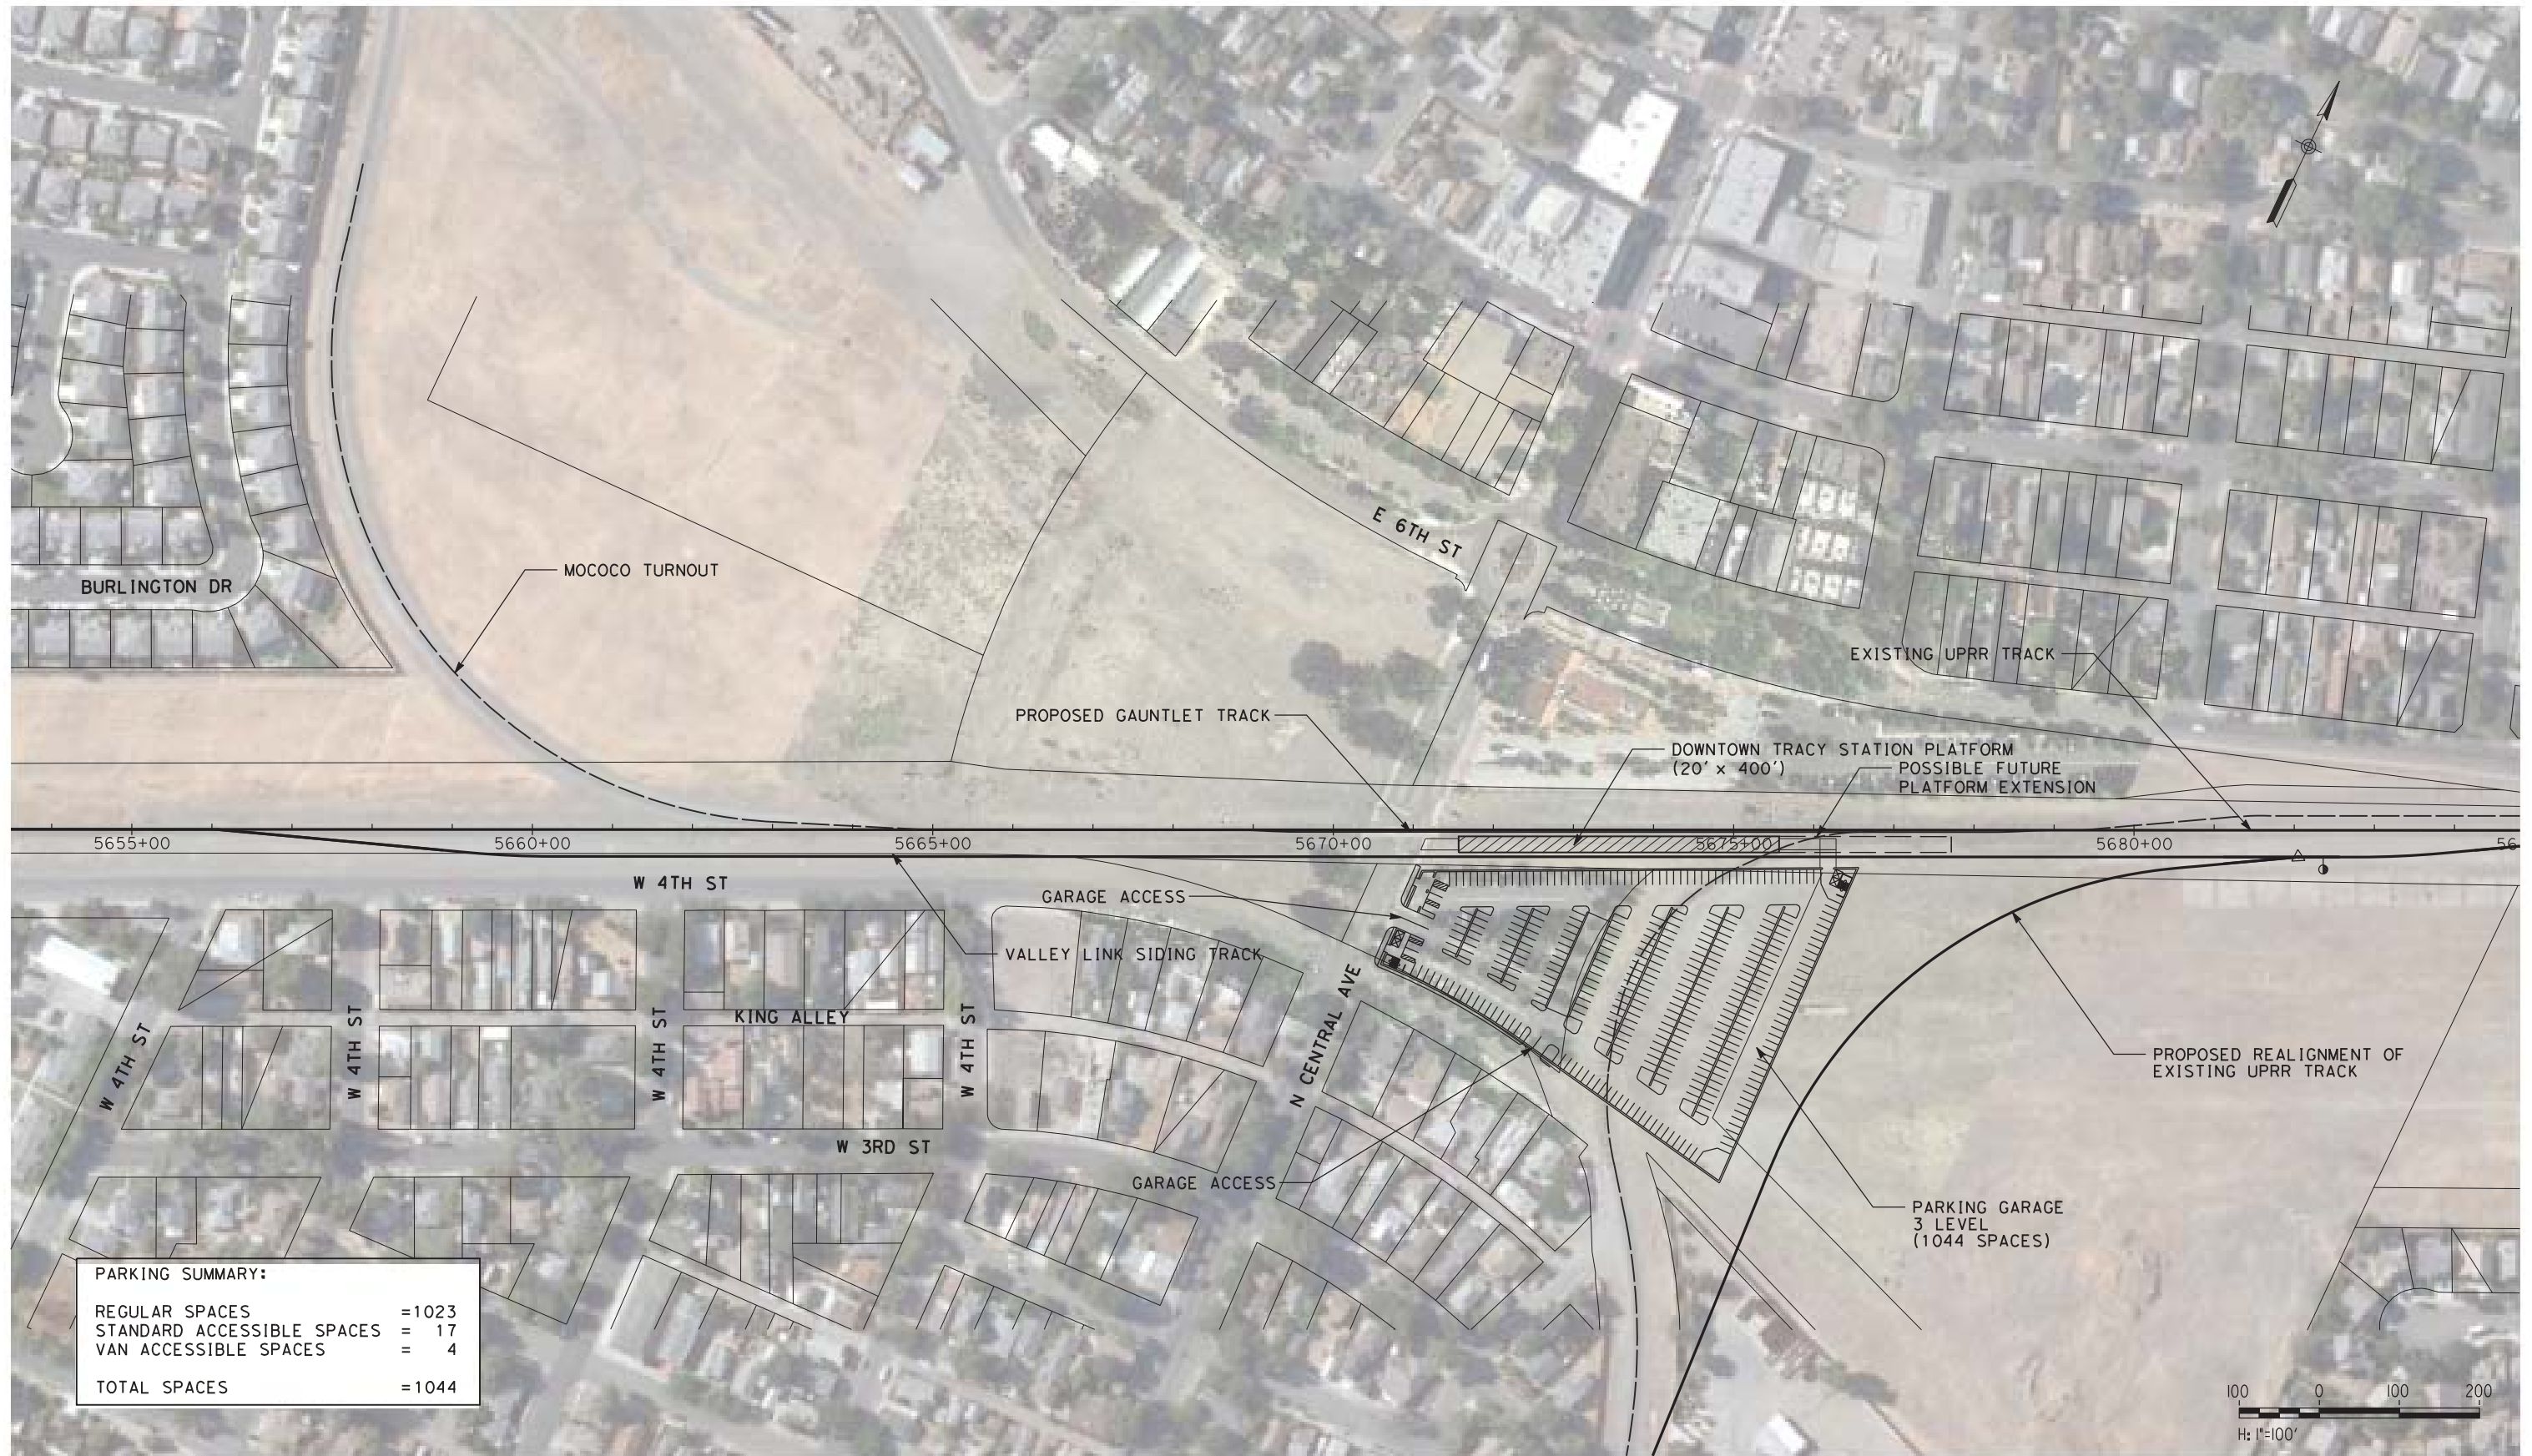 BURLINGTON DR
MOCOCO TURNOUT
E 6TH ST
EXISTING UPRR TRACK
PROPOSED GAUNTLET TRACK
DOWNTOWN TRACY STATION PLATFORM
(20' x 400')
POSSIBLE FUTURE
PLATFORM EXTENSION
5655+00
5660+00
5665+00
5670+00
5675+00
5680+00
56
W 4TH ST
GARAGE ACCESS
VALLEY LINK SIDING TRACK
KING ALLEY
W 4TH ST
W 4TH ST
W 4TH ST
W 4TH ST
N CENTRAL AVE
PROPOSED REALIGNMENT OF
EXISTING UPRR TRACK
W 3RD ST
GARAGE ACCESS
PARKING GARAGE
3 LEVEL
(1044 SPACES)
PARKING SUMMARY:
REGULAR SPACES =1023
STANDARD ACCESSIBLE SPACES = 17
VAN ACCESSIBLE SPACES = 4
TOTAL SPACES =1044
100 0 100 200
H: 1"=100'